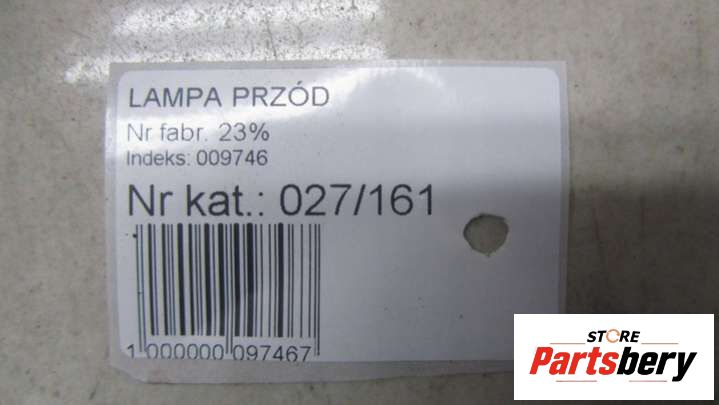 LAMPA PRZÓD
Nr fabr. 23%
Indeks: 009746
Nr kat.: 027/161
1 000000 097467
STORE
Partsbery